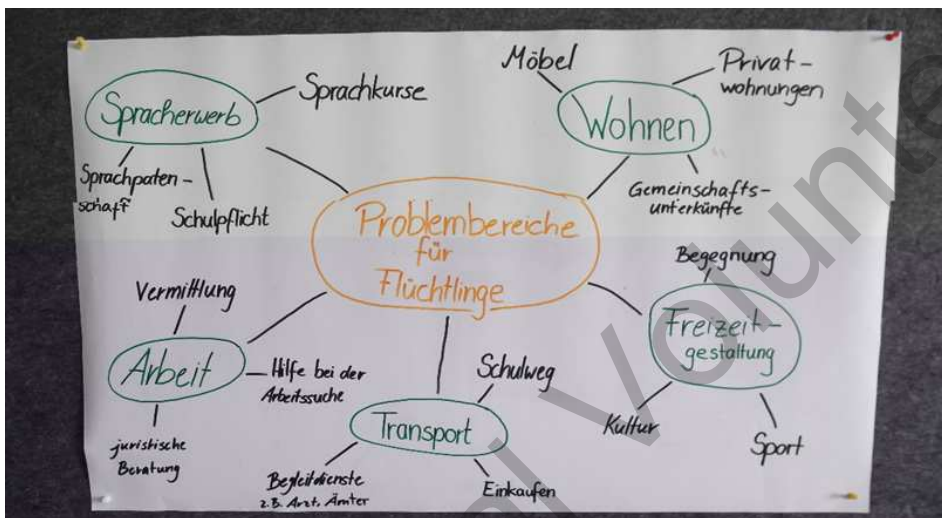 Problembereiche
für
Flüchtlinge
Spracherwerb
Sprachkurse
Sprachpaten-
schaft
Schulpflicht
Wohnen
Möbel
Privat-
wohnungen
Gemeinschafts-
unterkünfte
Freizeit-
gestaltung
Begegnung
Kultur
Sport
Transport
Schulweg
Begleitdienste
z.B. Arzt, Ämter
Einkaufen
Arbeit
Vermittlung
Hilfe bei der
Arbeitssuche
juristische
Beratung